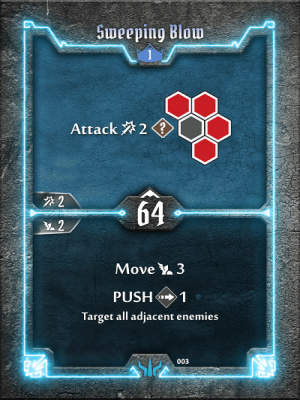 Sweeping Blow
1
Attack 2 ?
2
64
2
Move 3
PUSH 1
Target all adjacent enemies
003